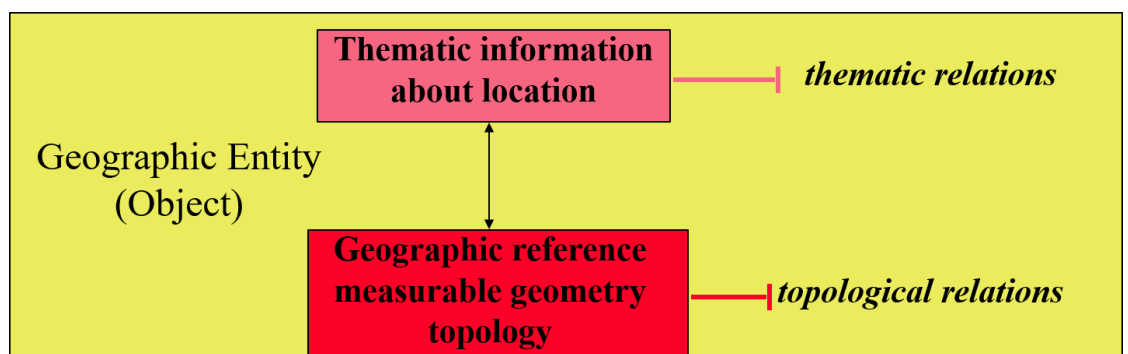 Thematic information
about location
thematic relations
Geographic Entity
(Object)
Geographic reference
measurable geometry
topology
topological relations